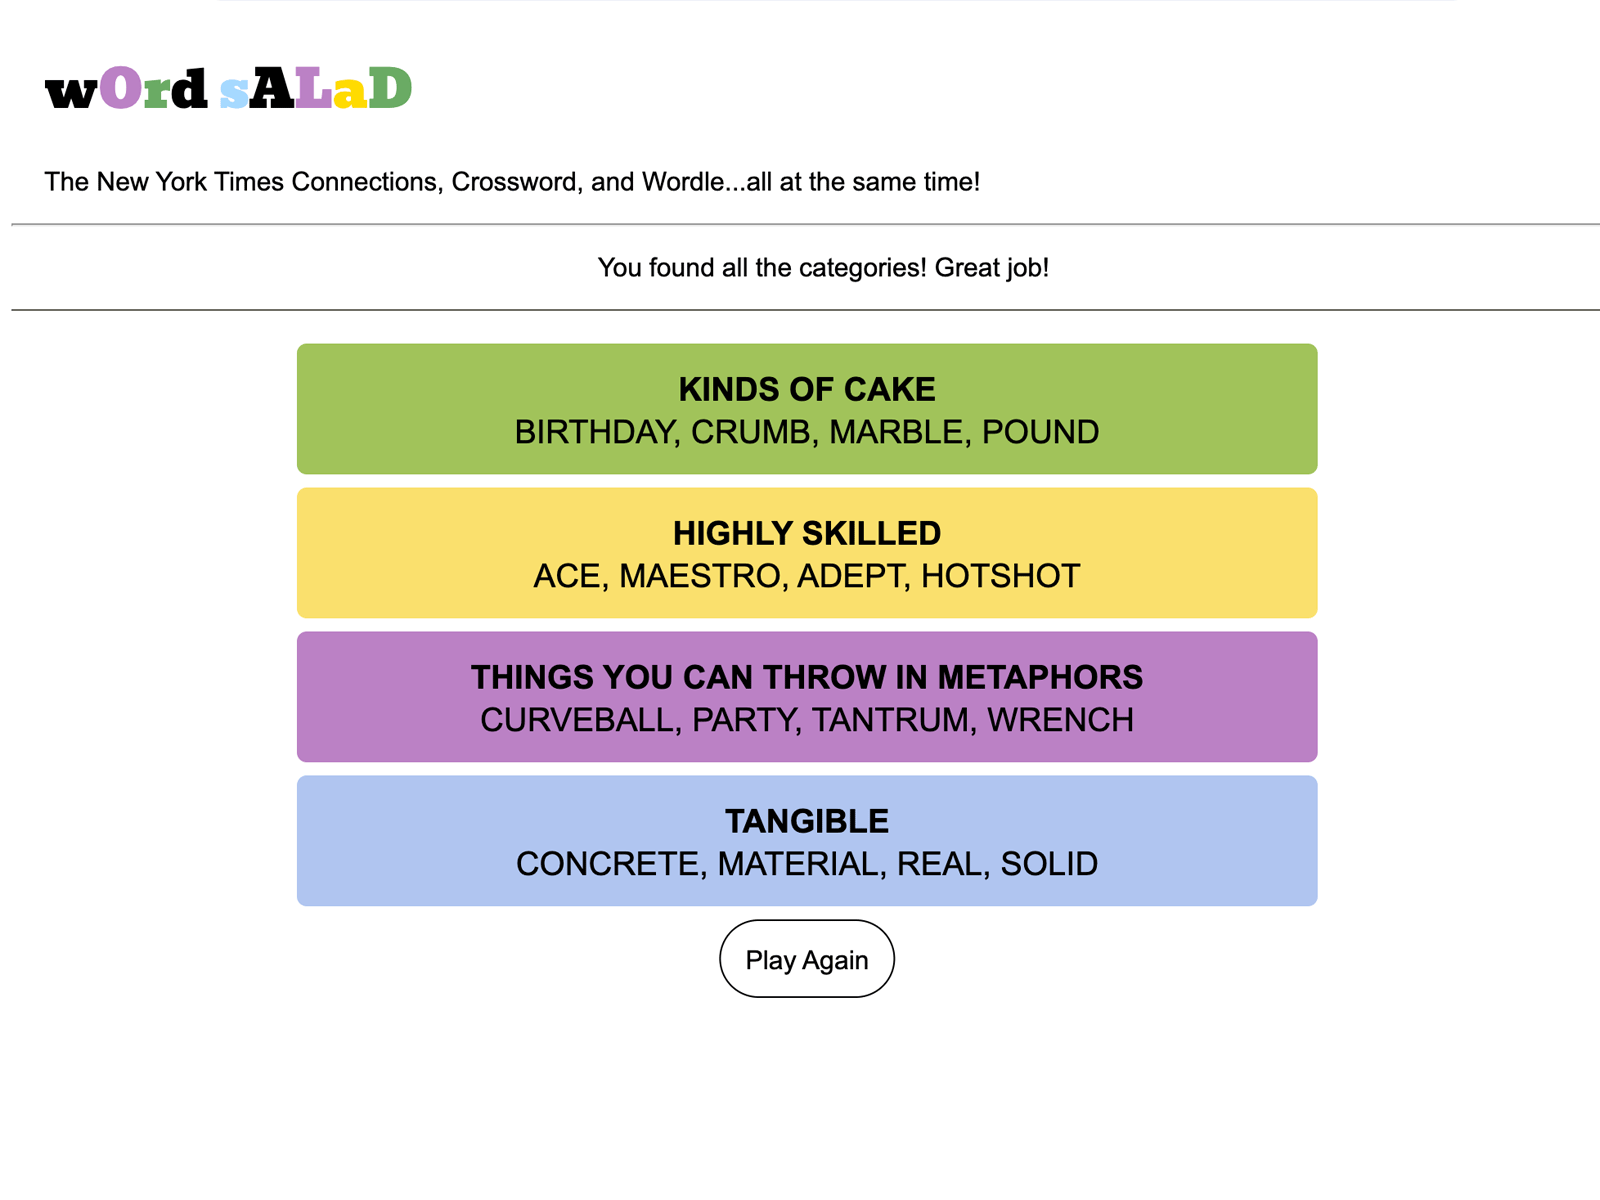 wOrd sALaD
The New York Times Connections, Crossword, and Wordle...all at the same time!
You found all the categories! Great job!
KINDS OF CAKE
BIRTHDAY, CRUMB, MARBLE, POUND
HIGHLY SKILLED
ACE, MAESTRO, ADEPT, HOTSHOT
THINGS YOU CAN THROW IN METAPHORS
CURVEBALL, PARTY, TANTRUM, WRENCH
TANGIBLE
CONCRETE, MATERIAL, REAL, SOLID
Play Again